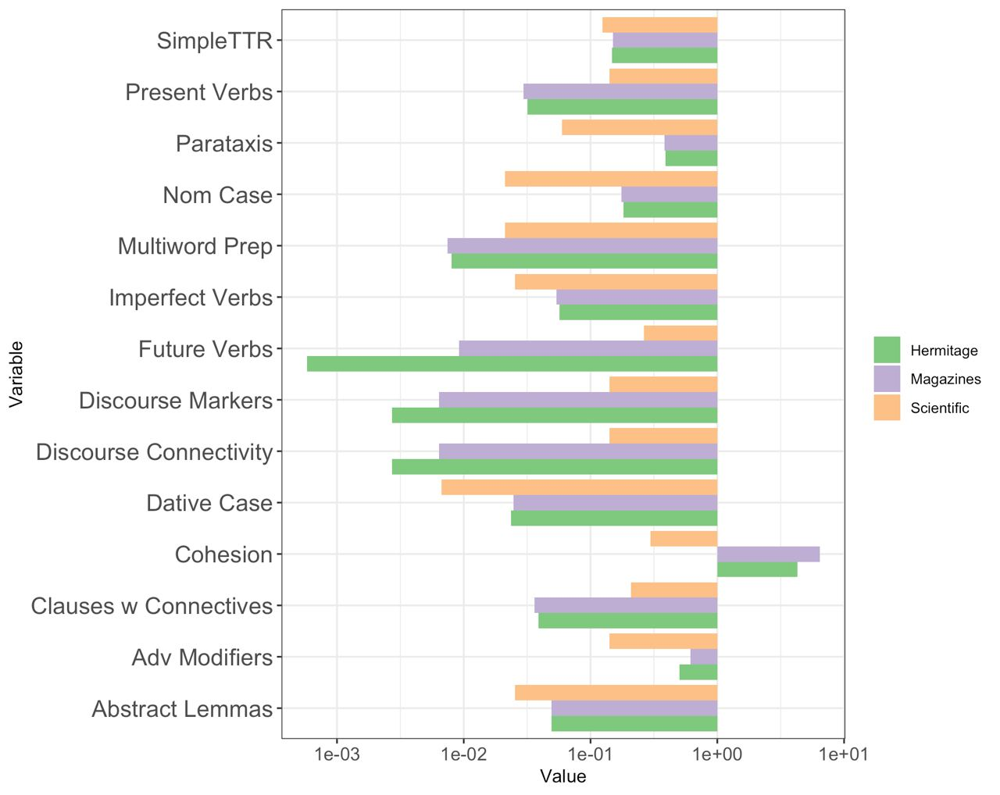 SimpleTTR
Present Verbs
Parataxis
Nom Case
Multiword Prep
Imperfect Verbs
Future Verbs
Discourse Markers
Discourse Connectivity
Dative Case
Cohesion
Clauses w Connectives
Adv Modifiers
Abstract Lemmas
Variable
1e-03 1e-02 1e-01 1e+00 1e+01
Value
Hermitage
Magazines
Scientific